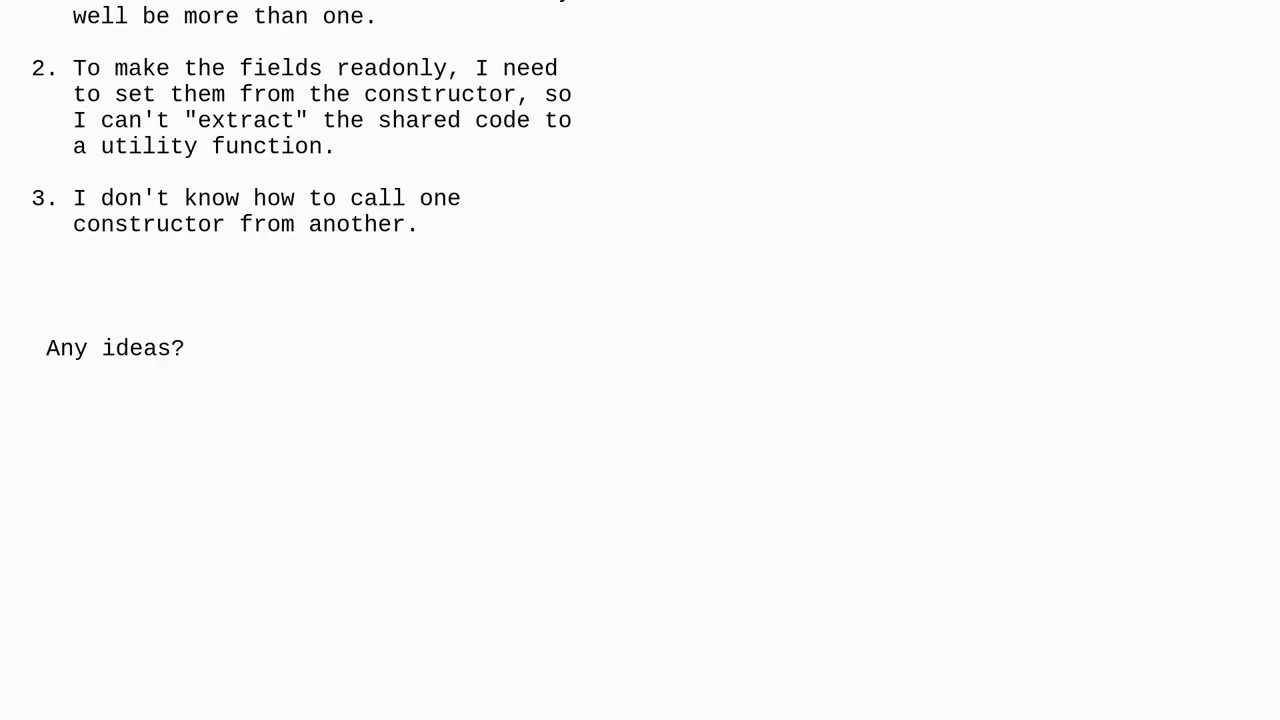 well be more than one.
2. To make the fields readonly, I need
to set them from the constructor, so
I can't "extract" the shared code to
a utility function.
3. I don't know how to call one
constructor from another.
Any ideas?